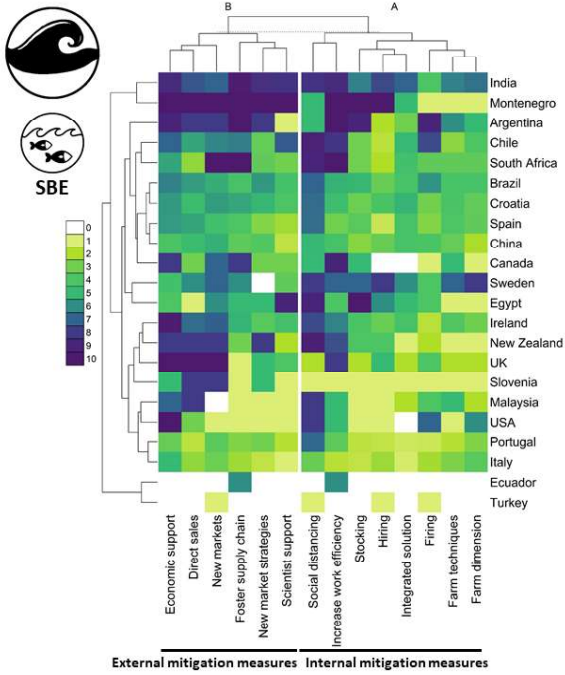 B
A
SBE
0
1
2
3
4
5
6
7
8
9
10
India
Montenegro
Argentina
Chile
South Africa
Brazil
Croatia
Spain
China
Canada
Sweden
Egypt
Ireland
New Zealand
UK
Slovenia
Malaysia
USA
Portugal
Italy
Ecuador
Turkey
Economic support
Direct sales
New markets
Foster supply chain
New market strategies
Scientist support
Social distancing
Increase work efficiency
Stocking
Hiring
Integrated solution
Firing
Farm techniques
Farm dimension
External mitigation measures
Internal mitigation measures